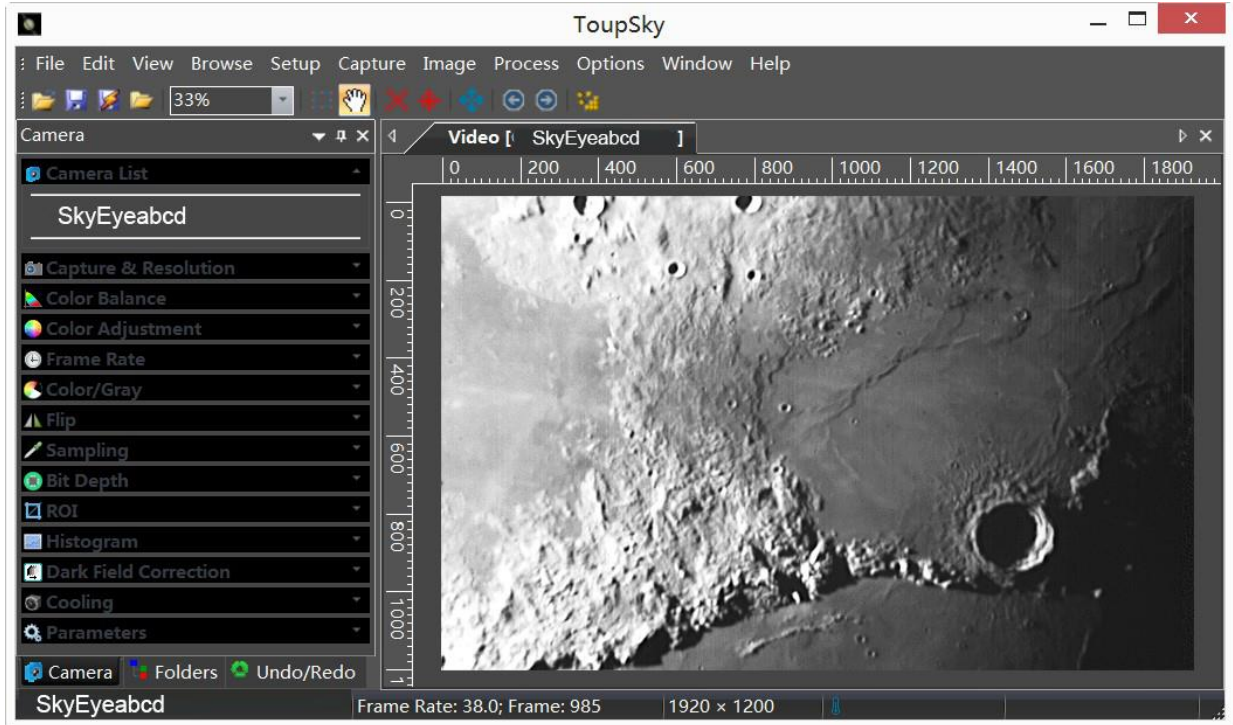 ToupSky
File Edit View Browse Setup Capture Image Process Options Window Help
33%
Camera
Video [ SkyEyeabcd ]
Camera List
SkyEyeabcd
Capture & Resolution
Color Balance
Color Adjustment
Frame Rate
Color/Gray
Flip
Sampling
Bit Depth
ROI
Histogram
Dark Field Correction
Cooling
Parameters
0 200 400 600 800 1000 1200 1400 1600 1800
0
200
400
600
800
1000
Camera Folders Undo/Redo
SkyEyeabcd Frame Rate: 38.0; Frame: 985 1920 × 1200